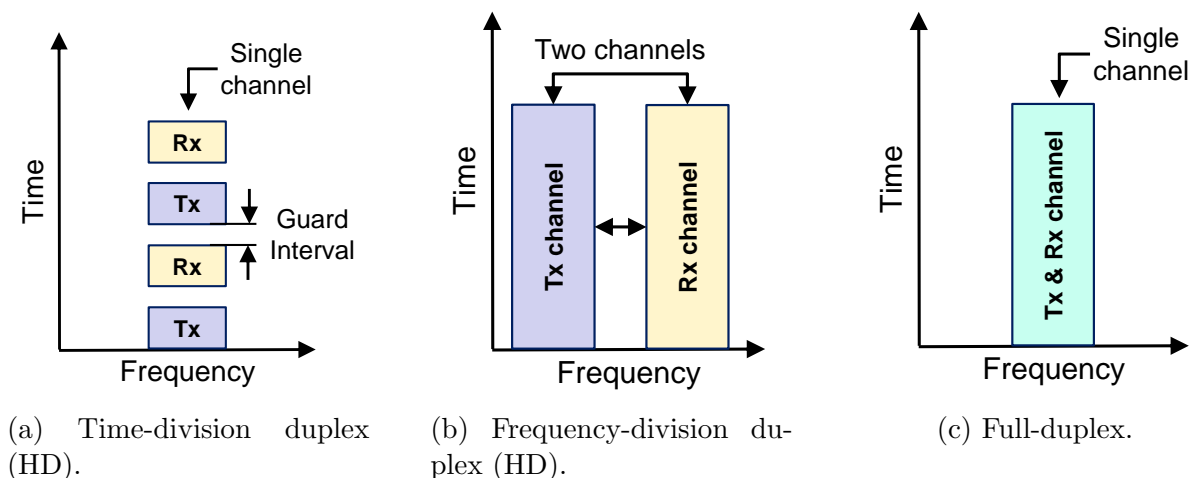 Time
Single
channel
Rx
Tx
Guard
Interval
Rx
Tx
Frequency
(a) Time-division duplex
(HD).
Time
Two channels
Tx channel
Rx channel
Frequency
(b) Frequency-division du-
plex (HD).
Time
Single
channel
Tx & Rx channel
Frequency
(c) Full-duplex.